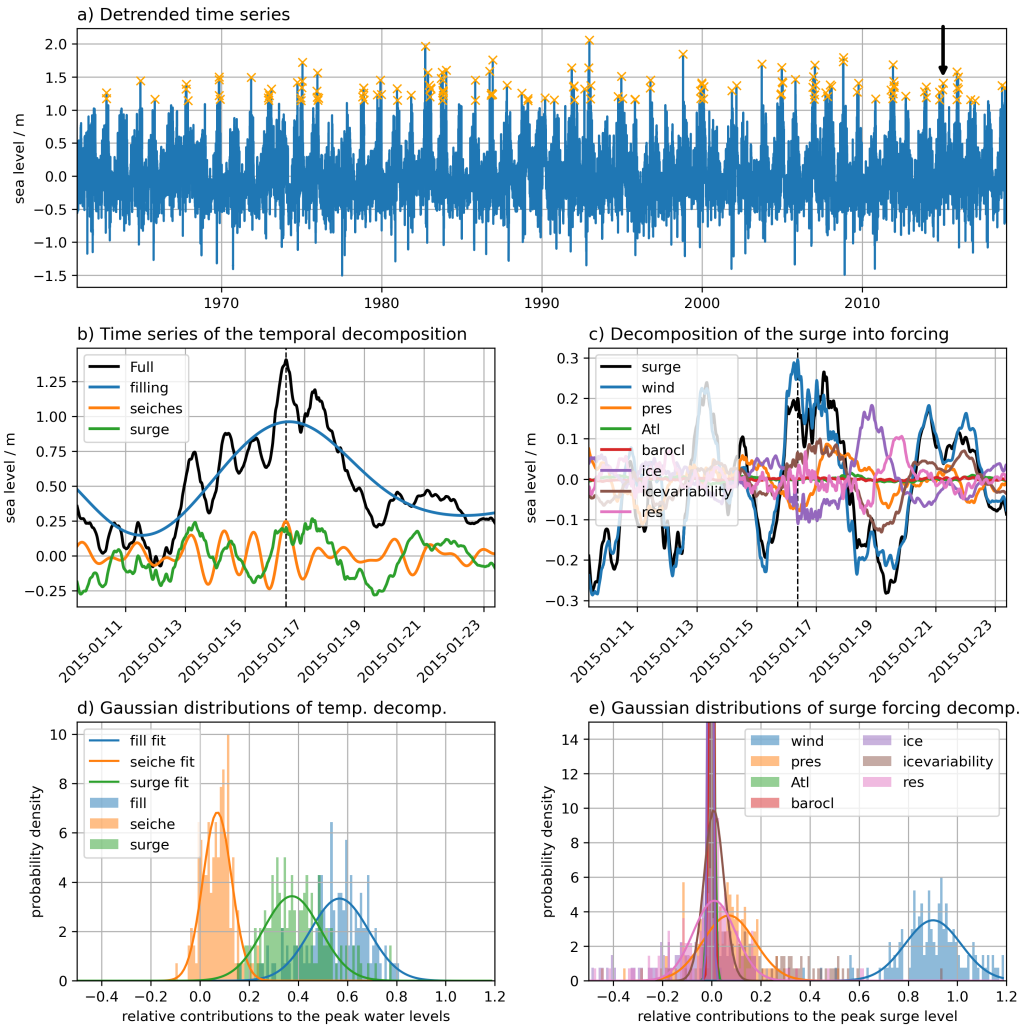 a) Detrended time series
sea level / m
2.0
1.5
1.0
0.5
0.0
−0.5
−1.0
−1.5
1970
1980
1990
2000
2010
b) Time series of the temporal decomposition
sea level / m
1.25
1.00
0.75
0.50
0.25
0.00
−0.25
Full
filling
seiches
surge
2015-01-11
2015-01-13
2015-01-15
2015-01-17
2015-01-19
2015-01-21
2015-01-23
c) Decomposition of the surge into forcing
sea level / m
0.3
0.2
0.1
0.0
−0.1
−0.2
−0.3
surge
wind
pres
Atl
barocl
ice
icevariability
res
2015-01-11
2015-01-13
2015-01-15
2015-01-17
2015-01-19
2015-01-21
2015-01-23
d) Gaussian distributions of temp. decomp.
probability density
10
8
6
4
2
0
fill fit
seiche fit
surge fit
fill
seiche
surge
−0.4
−0.2
0.0
0.2
0.4
0.6
0.8
1.0
1.2
relative contributions to the peak water levels
e) Gaussian distributions of surge forcing decomp.
probability density
14
12
10
8
6
4
2
0
wind
pres
Atl
barocl
ice
icevariability
res
−0.4
−0.2
0.0
0.2
0.4
0.6
0.8
1.0
1.2
relative contributions to the peak surge level